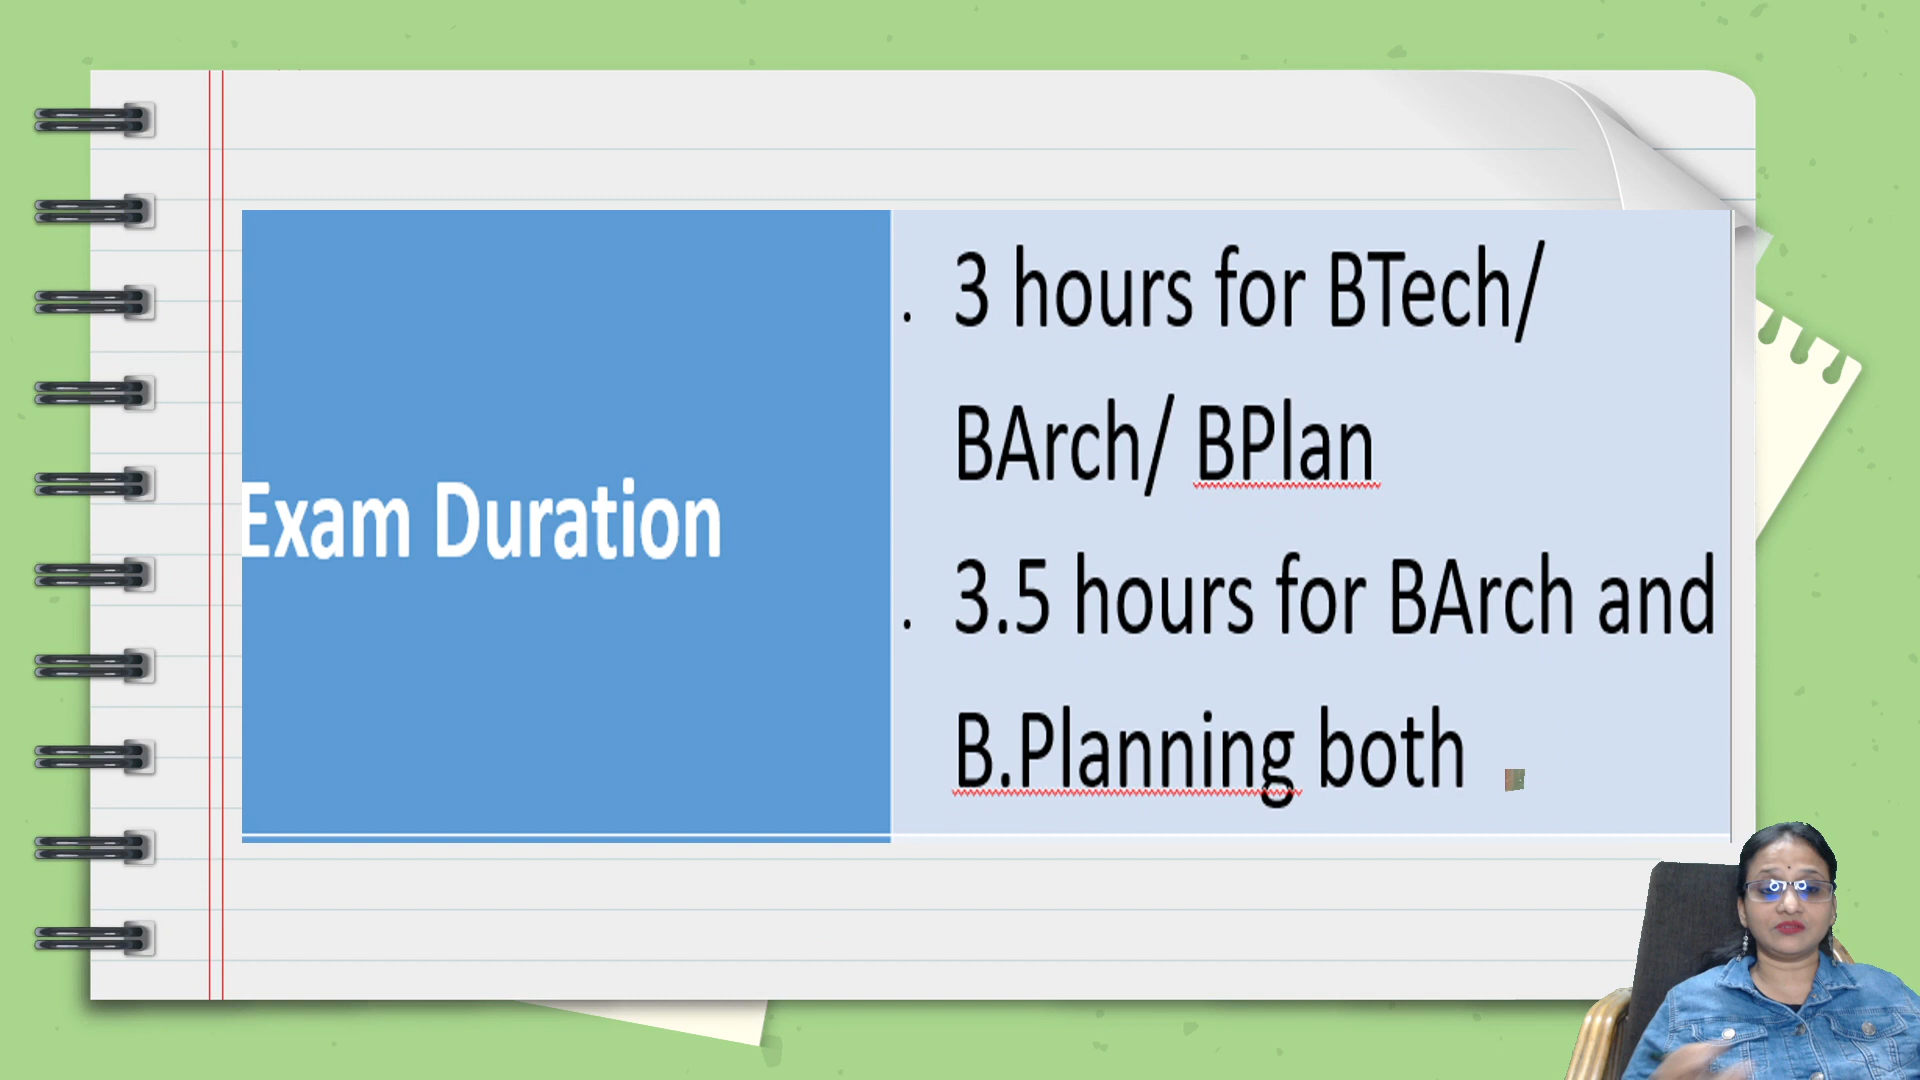 Exam Duration
. 3 hours for BTech/
BArch/ BPlan
. 3.5 hours for BArch and
B.Planning both